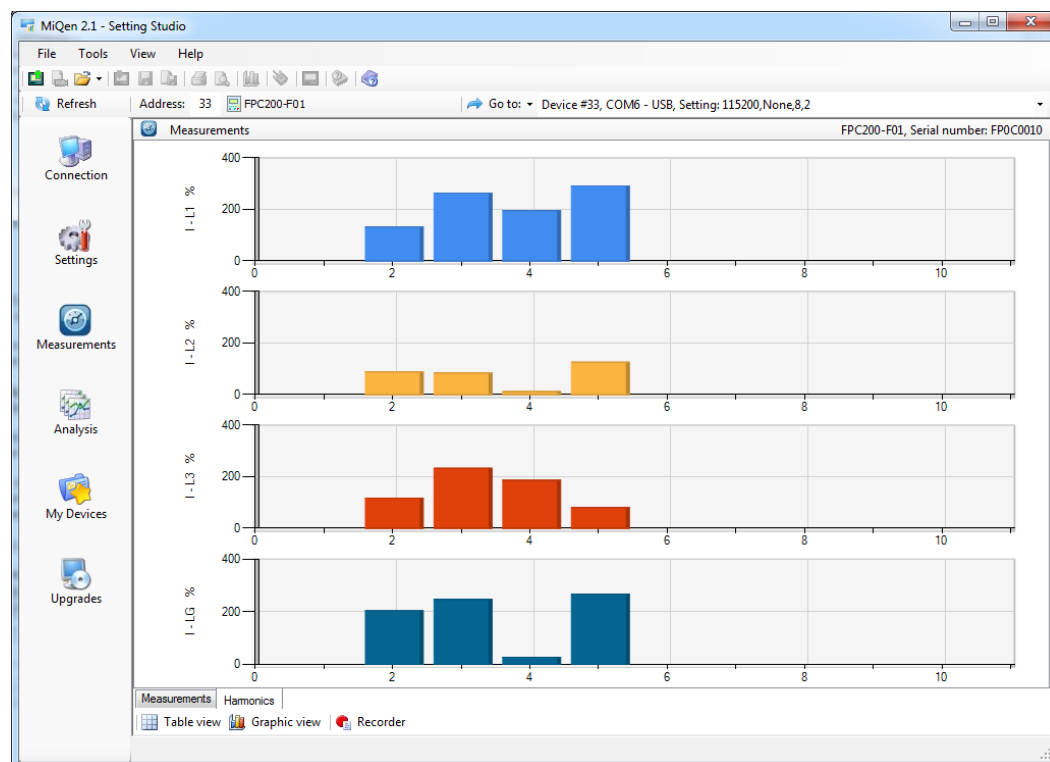 MiQen 2.1 - Setting Studio
File Tools View Help
Refresh Address: 33 FPC200-F01 Go to: Device #33, COM6 - USB, Setting: 115200,None,8,2
Measurements FPC200-F01, Serial number: FP0C0010
Connection
Settings
Measurements
Analysis
My Devices
Upgrades
I - L1 %
400
200
0
0 2 4 6 8 10
I - L2 %
400
200
0
0 2 4 6 8 10
I - L3 %
400
200
0
0 2 4 6 8 10
I - LG %
400
200
0
0 2 4 6 8 10
Measurements Harmonics
Table view Graphic view Recorder